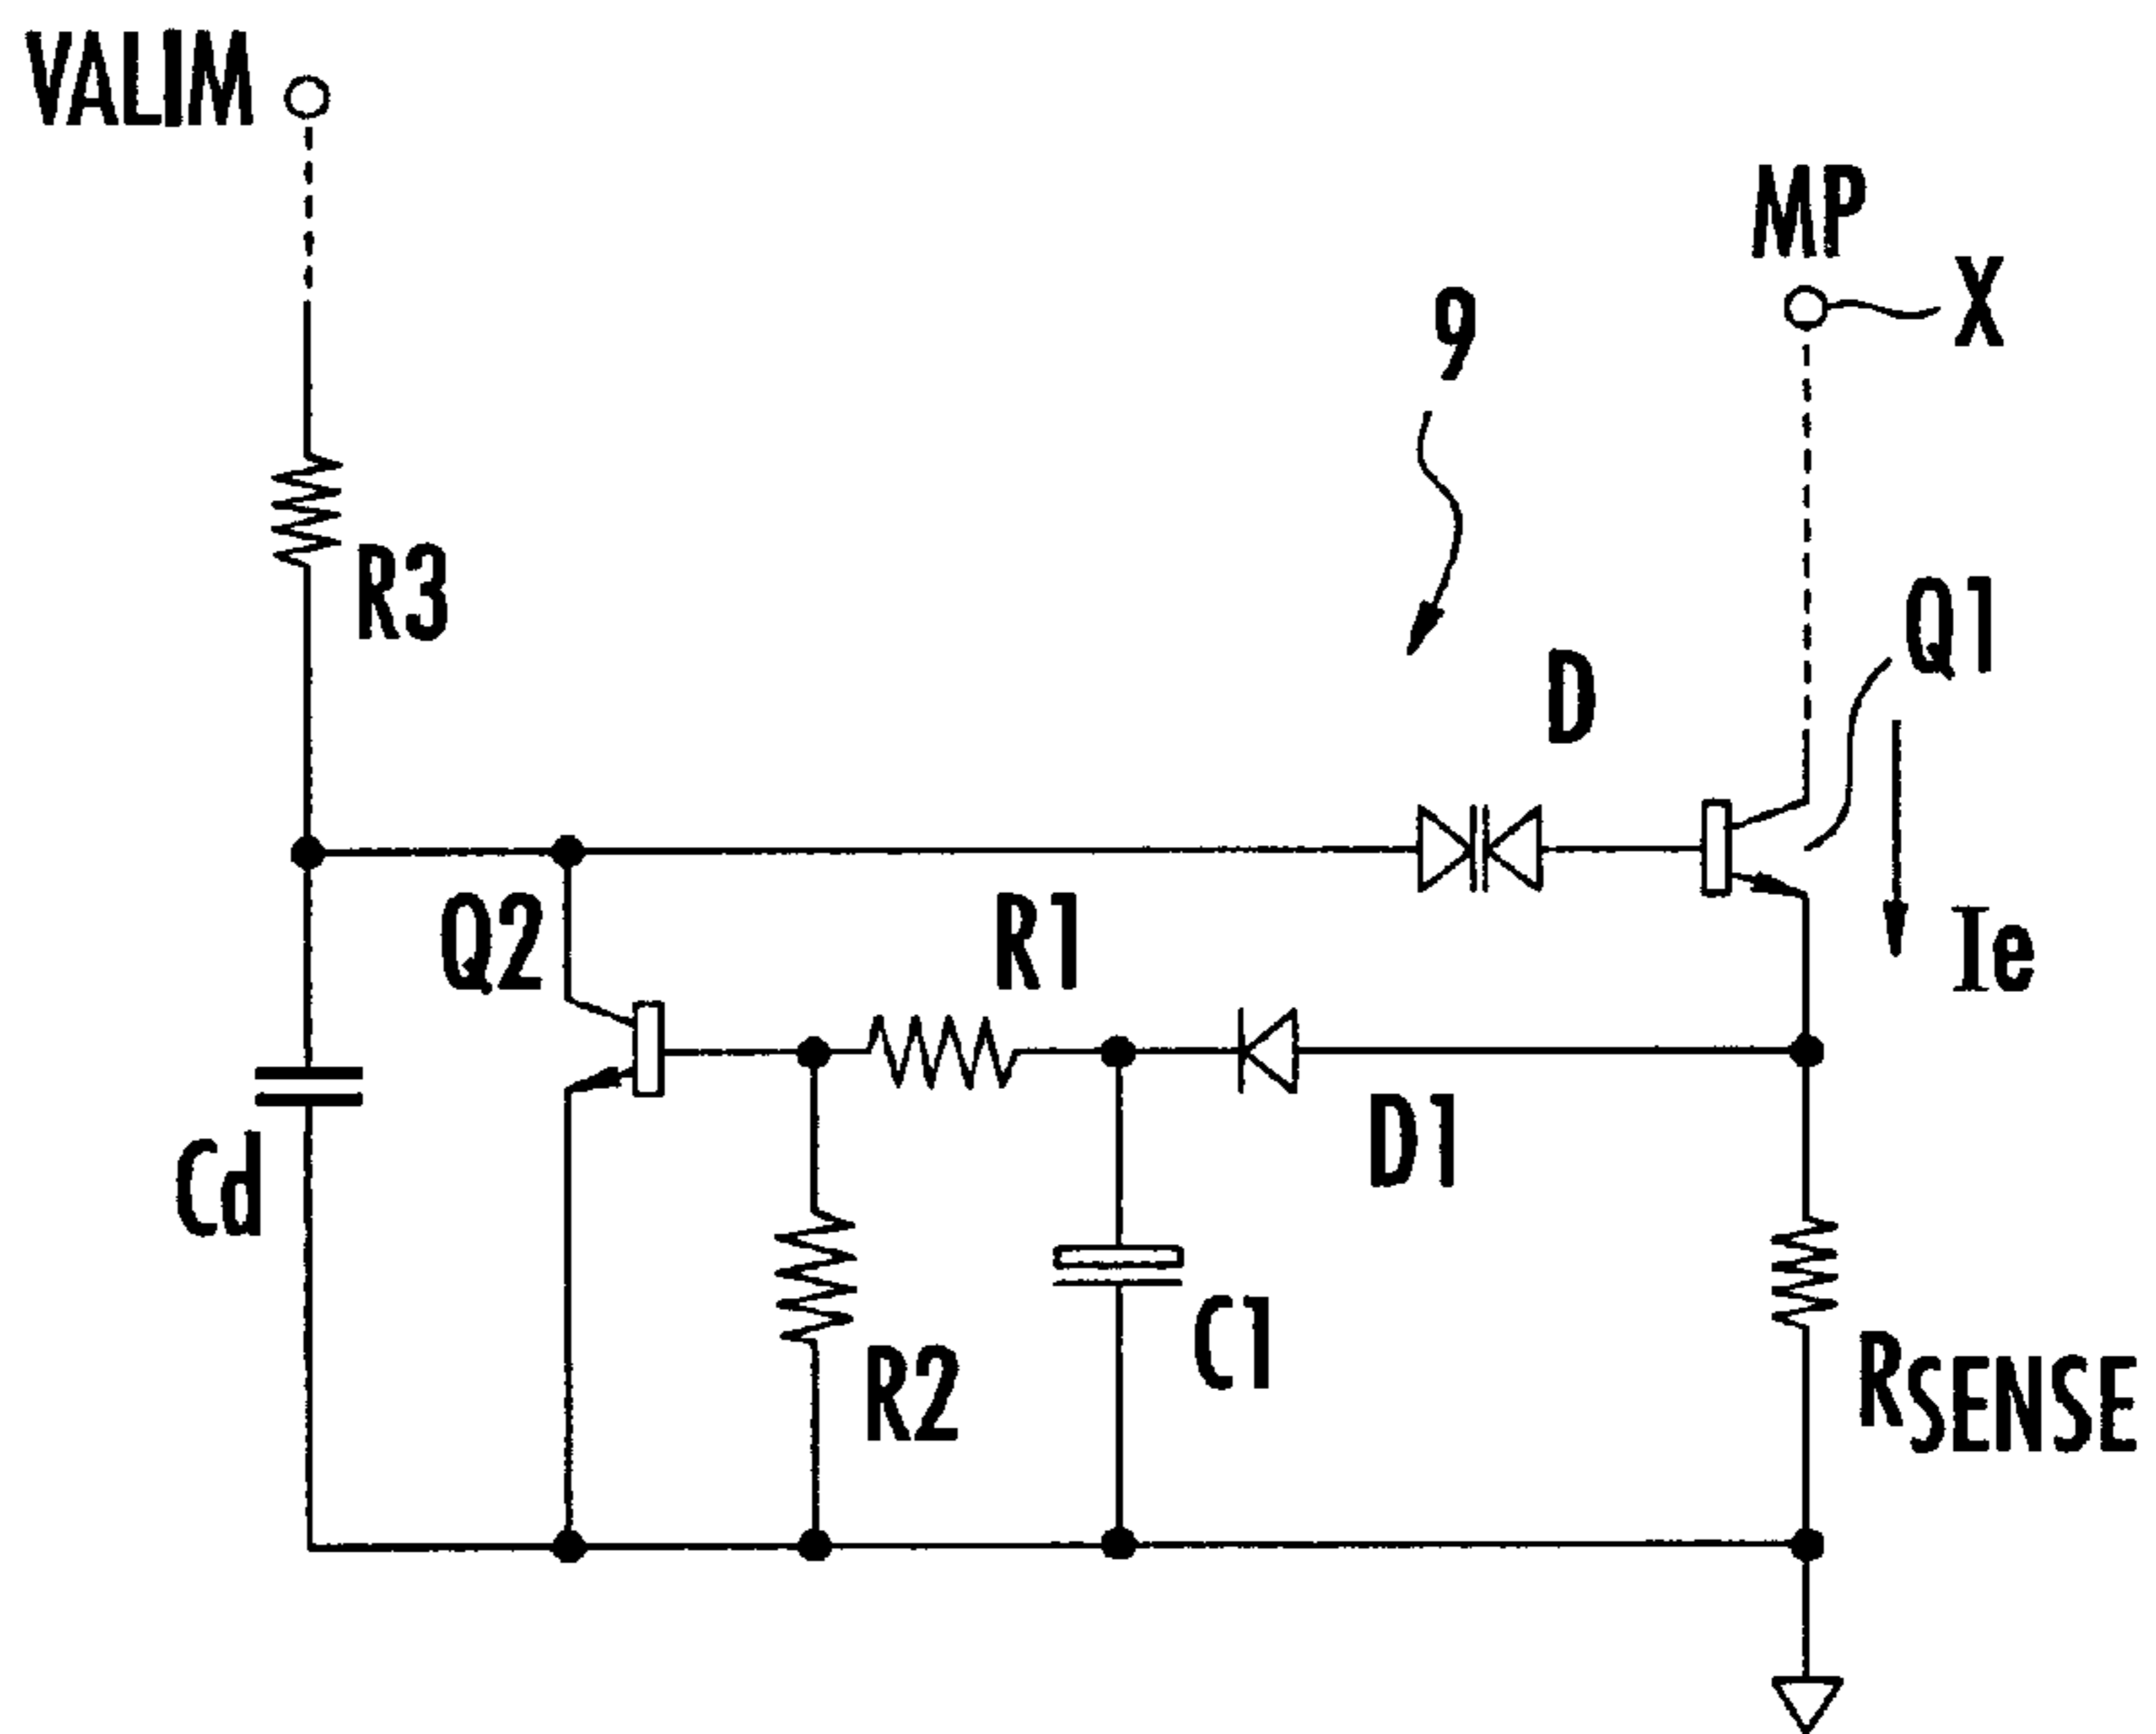 VALIM
MP
X
9
R3
Q1
D
Ie
Q2
R1
D1
Cd
C1
R2
RSENSE